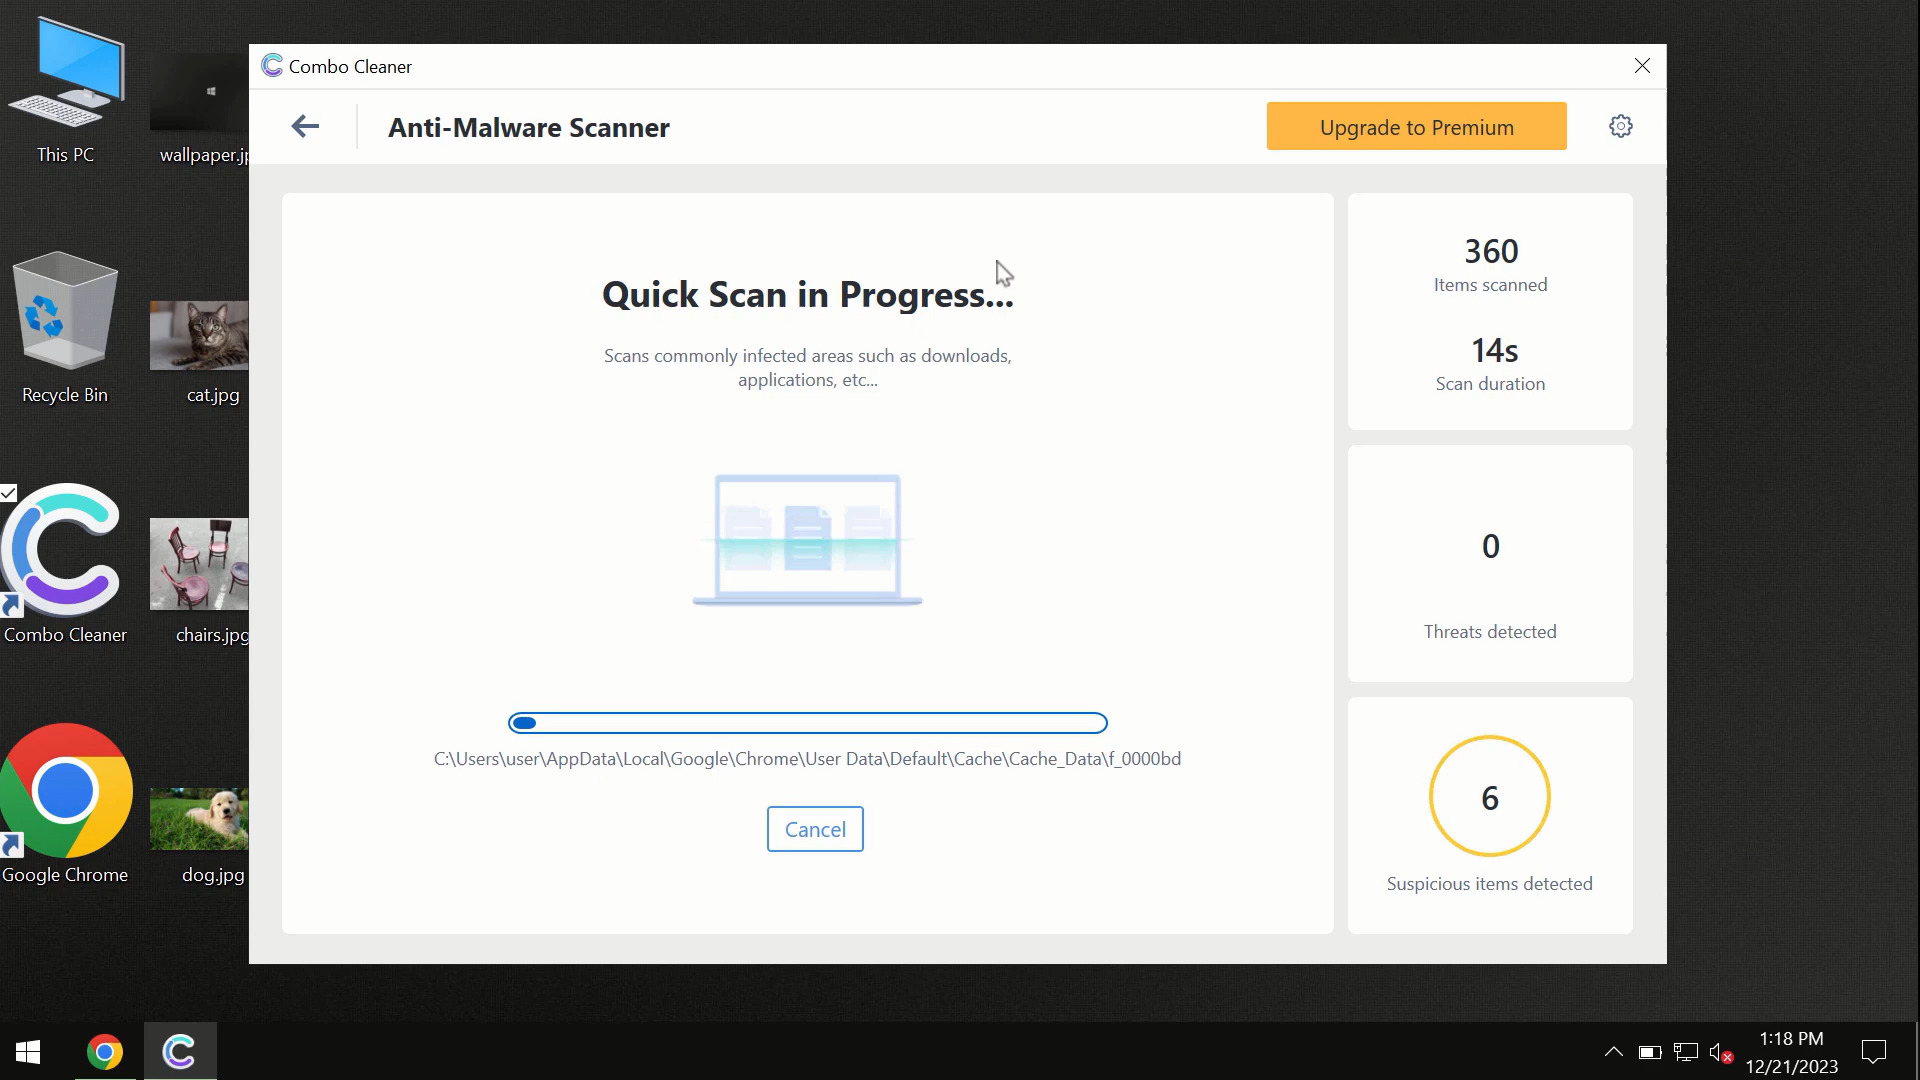 Combo Cleaner
Anti-Malware Scanner
Upgrade to Premium
Quick Scan in Progress...
Scans commonly infected areas such as downloads,
applications, etc...
C:\Users\user\AppData\Local\Google\Chrome\User Data\Default\Cache\Cache_Data\f_0000bd
Cancel
360
Items scanned
14s
Scan duration
0
Threats detected
6
Suspicious items detected
This PC
wallpaper.jp
Recycle Bin
cat.jpg
Combo Cleaner
chairs.jpg
Google Chrome
dog.jpg
1:18 PM
12/21/2023